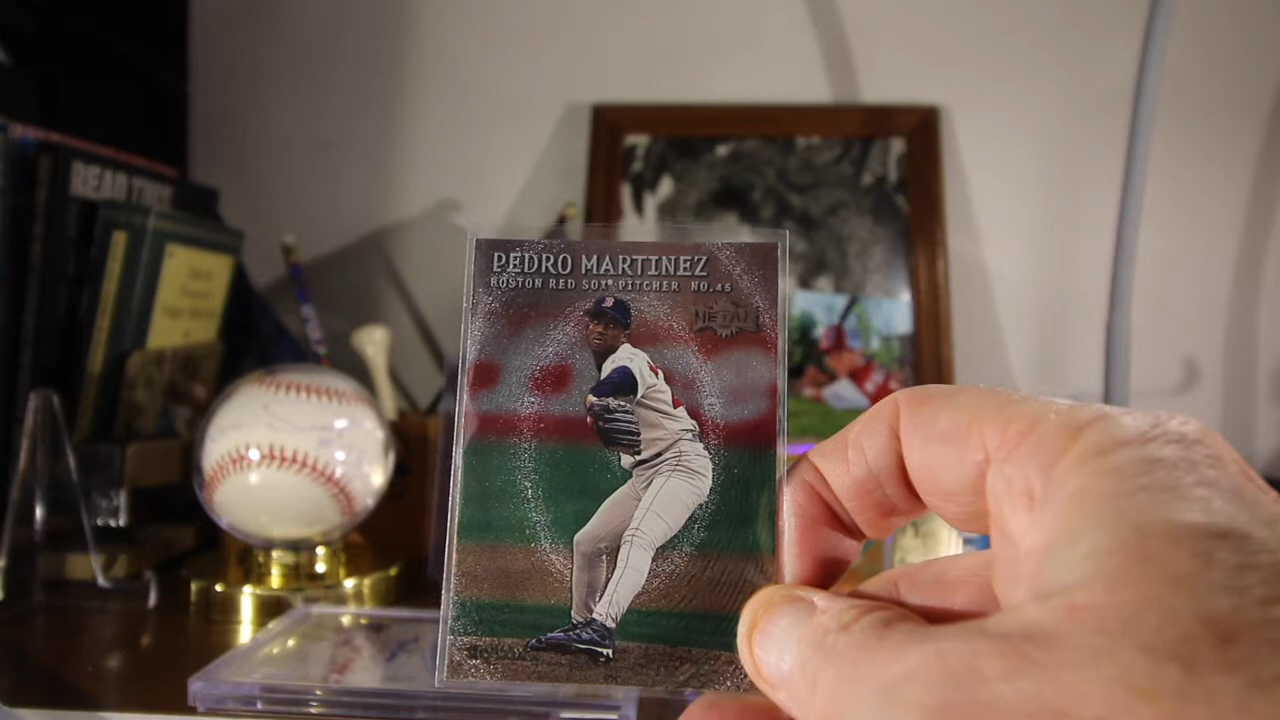 READ THIS
PEDRO MARTINEZ
BOSTON RED SOX® PITCHER NO.45
METAL
B